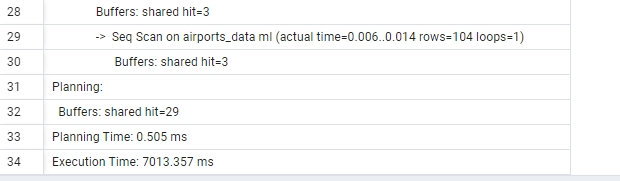 28 Buffers: shared hit=3
29 -> Seq Scan on airports_data ml (actual time=0.006..0.014 rows=104 loops=1)
30 Buffers: shared hit=3
31 Planning:
32 Buffers: shared hit=29
33 Planning Time: 0.505 ms
34 Execution Time: 7013.357 ms